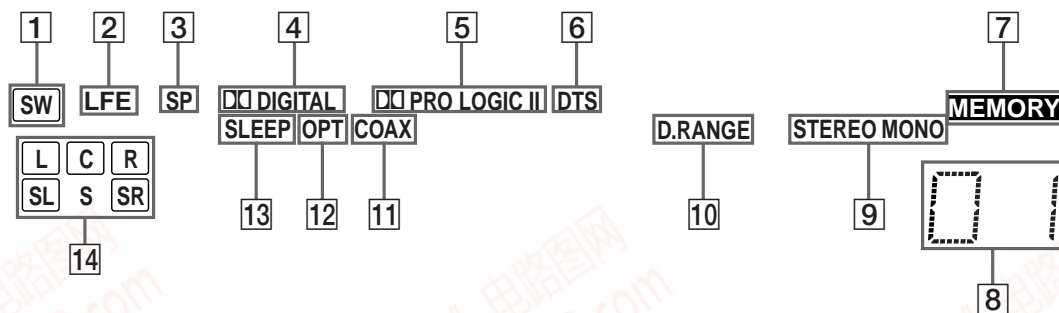 1 2 3 4 5 6 7
SW LFE SP DIGITAL PRO LOGIC II DTS MEMORY
SLEEP OPT COAX D.RANGE STEREO MONO
L C R
SL S SR
13 12 11 10 9
14
8